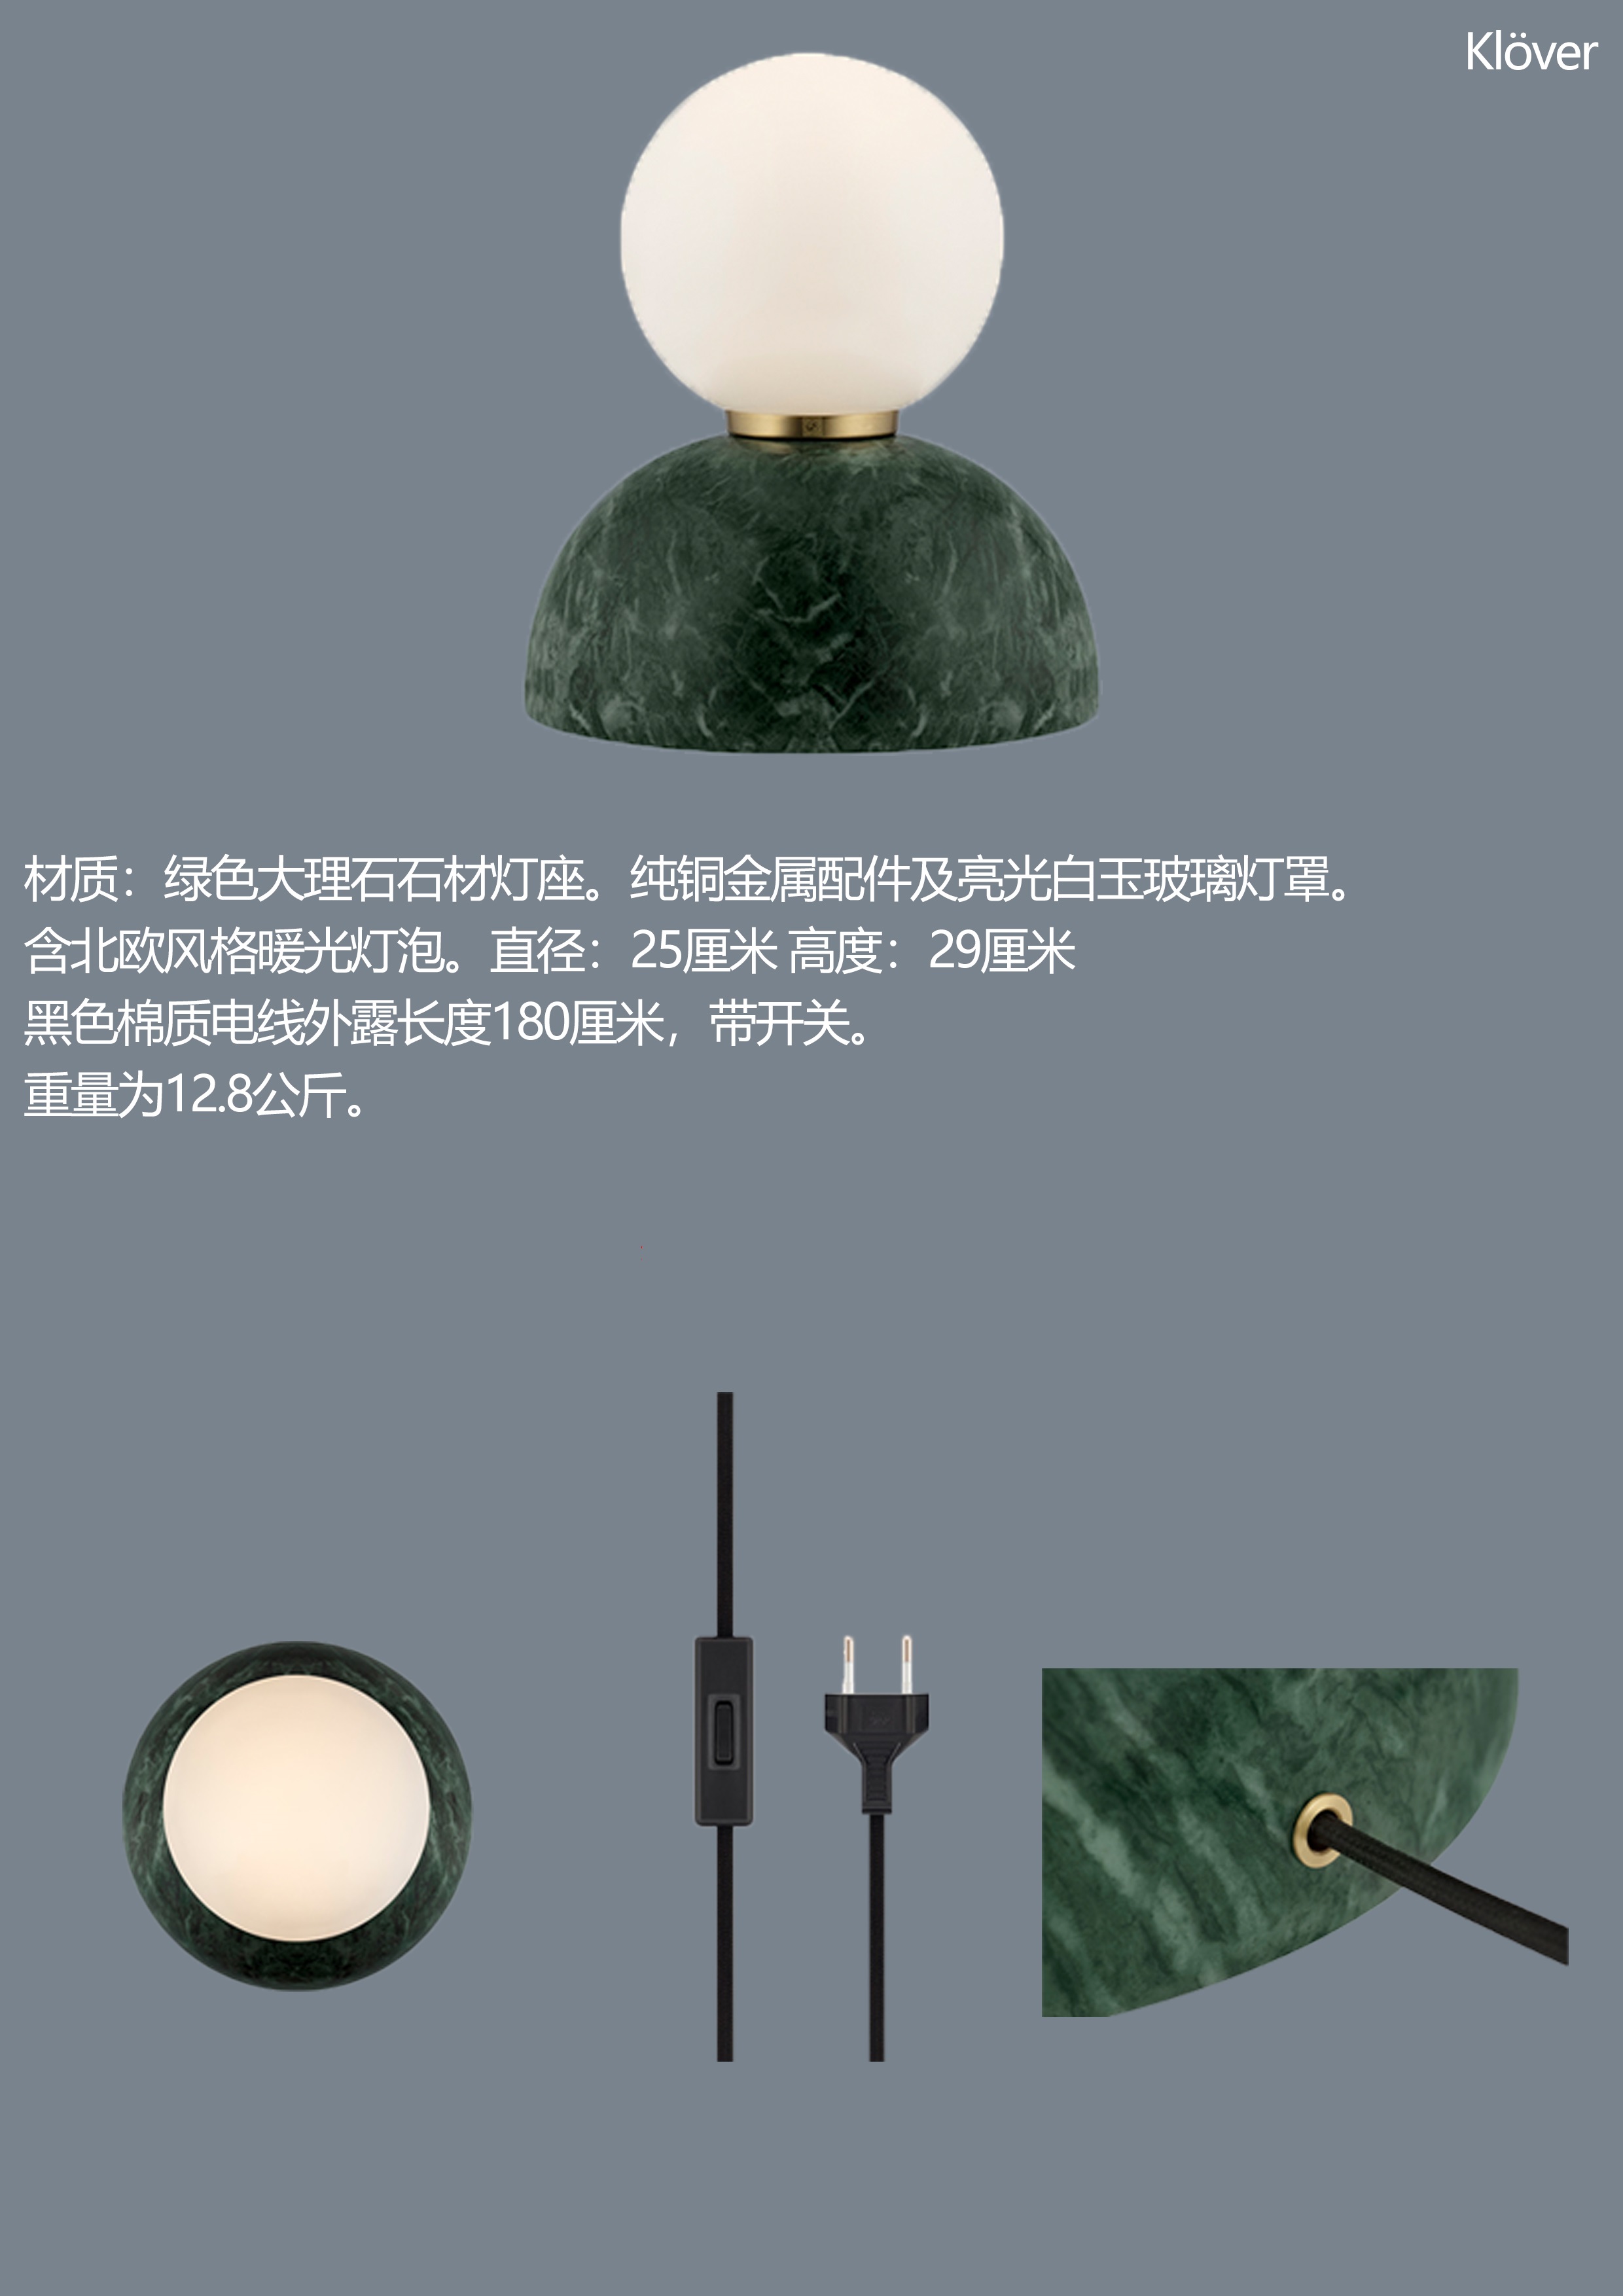 Klöver
材质：绿色大理石石材灯座。纯铜金属配件及亮光白玉玻璃灯罩。
含北欧风格暖光灯泡。直径：25厘米 高度：29厘米
黑色棉质电线外露长度180厘米，带开关。
重量为12.8公斤。